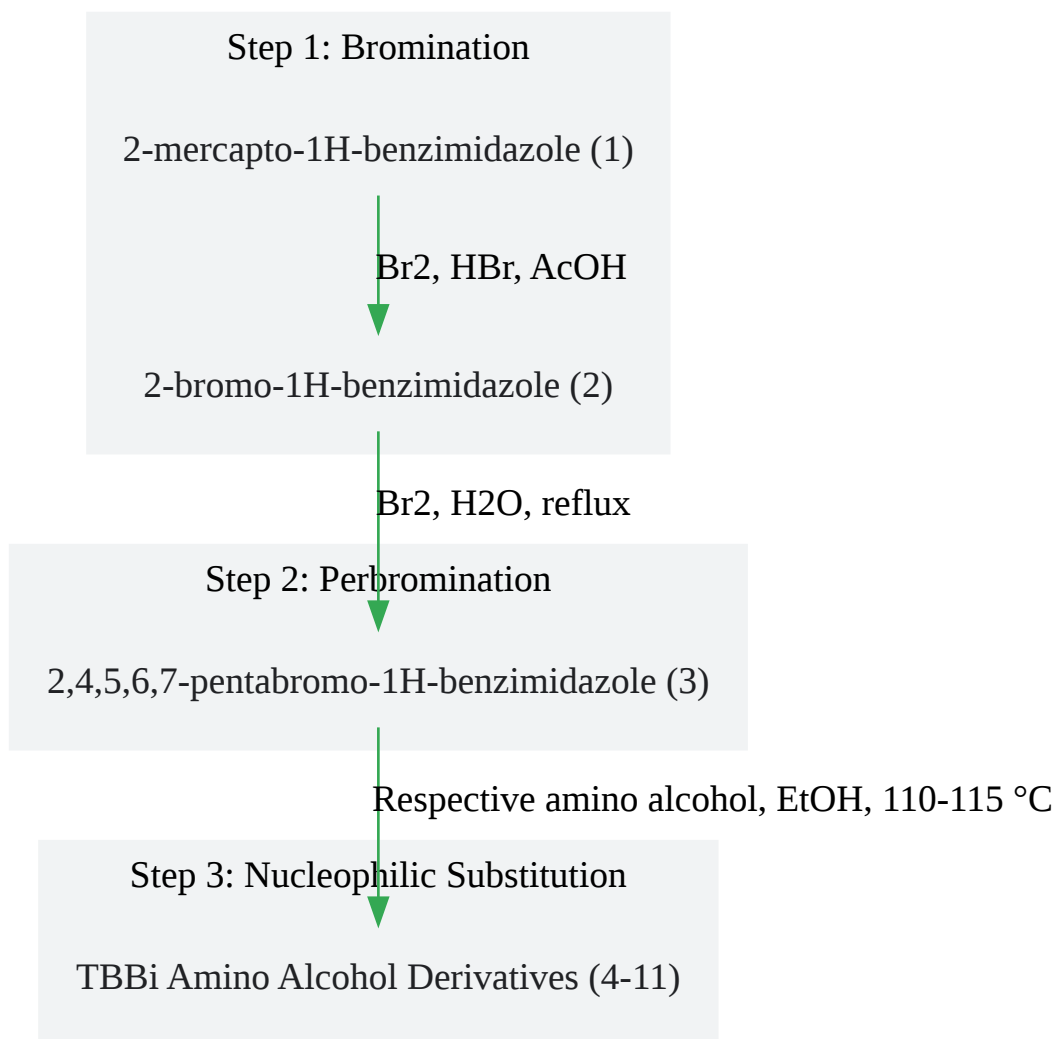 Step 1: Bromination
2-mercapto-1H-benzimidazole (1)
Br2, HBr, AcOH
2-bromo-1H-benzimidazole (2)
Br2, H2O, reflux
Step 2: Perbromination
2,4,5,6,7-pentabromo-1H-benzimidazole (3)
Respective amino alcohol, EtOH, 110-115 °C
Step 3: Nucleophilic Substitution
TBBi Amino Alcohol Derivatives (4-11)